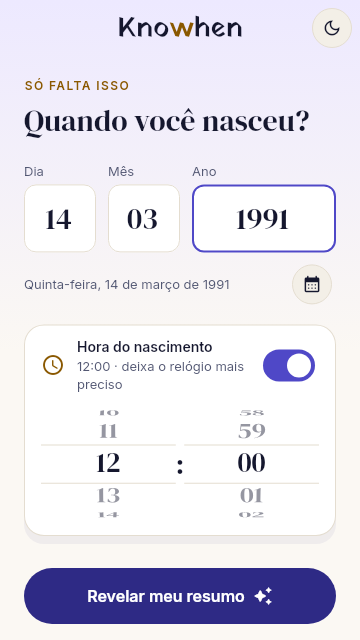 Knowhen
SÓ FALTA ISSO
Quando você nasceu?
Dia Mês Ano
14 03 1991
Quinta-feira, 14 de março de 1991
Hora do nascimento
12:00 · deixa o relógio mais
preciso
10 58
11 59
12 : 00
13 01
14 02
Revelar meu resumo